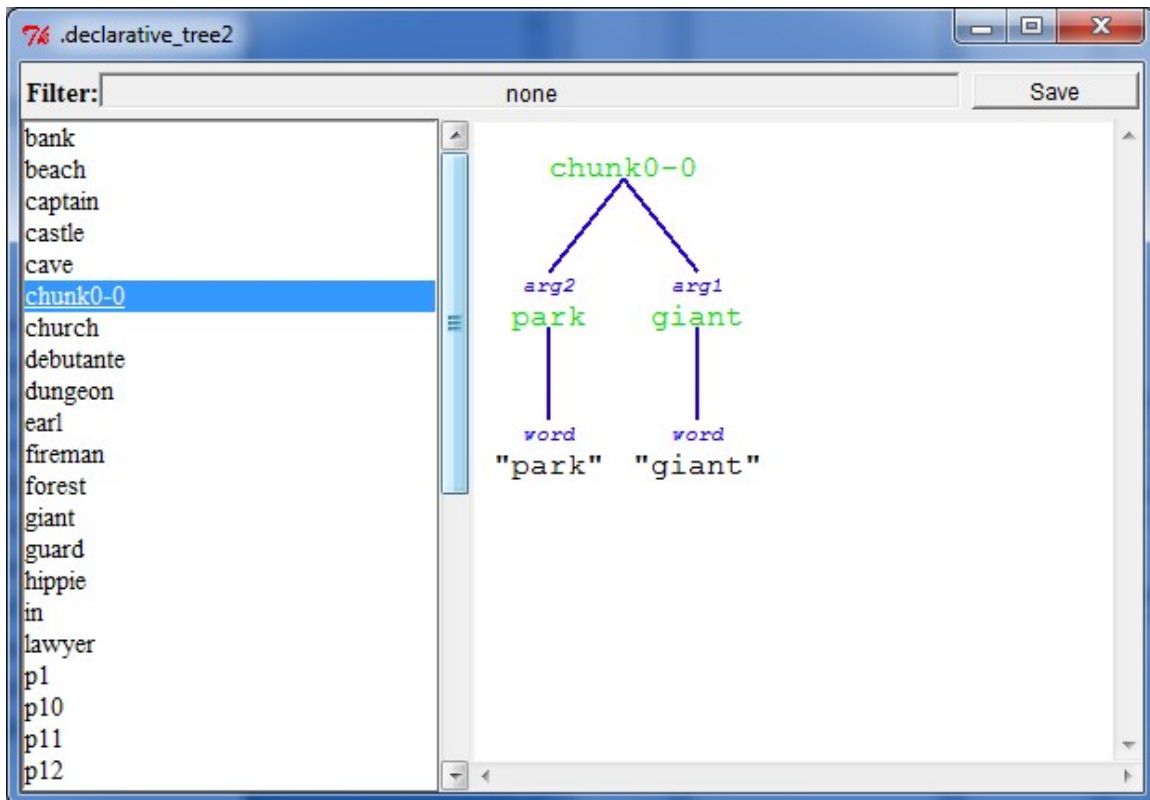 .declarative_tree2
Filter: none Save
bank
beach
captain
castle
cave
chunk0-0
church
debutante
dungeon
earl
fireman
forest
giant
guard
hippie
in
lawyer
p1
p10
p11
p12
chunk0-0
arg2 arg1
park giant
word word
"park" "giant"